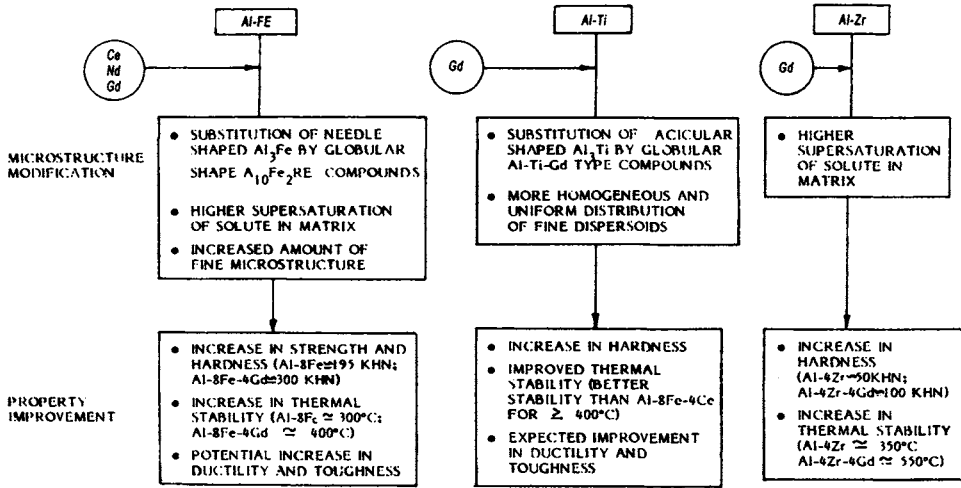 Al-FE
Al-Ti
Al-Zr
Ce
Nd
Gd
Gd
Gd
MICROSTRUCTURE
MODIFICATION
• SUBSTITUTION OF NEEDLE
SHAPED Al3Fe BY GLOBULAR
SHAPE A10Fe2RE COMPOUNDS
• HIGHER SUPERSATURATION
OF SOLUTE IN MATRIX
• INCREASED AMOUNT OF
FINE MICROSTRUCTURE
• SUBSTITUTION OF ACICULAR
SHAPED Al3Ti BY GLOBULAR
Al-Ti-Gd TYPE COMPOUNDS
• MORE HOMOGENEOUS AND
UNIFORM DISTRIBUTION
OF FINE DISPERSOIDS
• HIGHER
SUPERSATURATION
OF SOLUTE IN
MATRIX
PROPERTY
IMPROVEMENT
• INCREASE IN STRENGTH AND
HARDNESS (Al-8Fe≃195 KHN;
Al-8Fe-4Gd≃300 KHN)
• INCREASE IN THERMAL
STABILITY (Al-8Fe ≃ 300°C;
Al-8Fe-4Gd ≃ 400°C)
• POTENTIAL INCREASE IN
DUCTILITY AND TOUGHNESS
• INCREASE IN HARDNESS
• IMPROVED THERMAL
STABILITY (BETTER
STABILITY THAN Al-8Fe-4Ce
FOR ≥ 400°C)
• EXPECTED IMPROVEMENT
IN DUCTILITY AND
TOUGHNESS
• INCREASE IN
HARDNESS
(Al-4Zr≃50KHN;
Al-4Zr-4Gd≃100 KHN)
• INCREASE IN
THERMAL STABILITY
(Al-4Zr ≃ 350°C
Al-4Zr-4Gd ≃ 550°C)